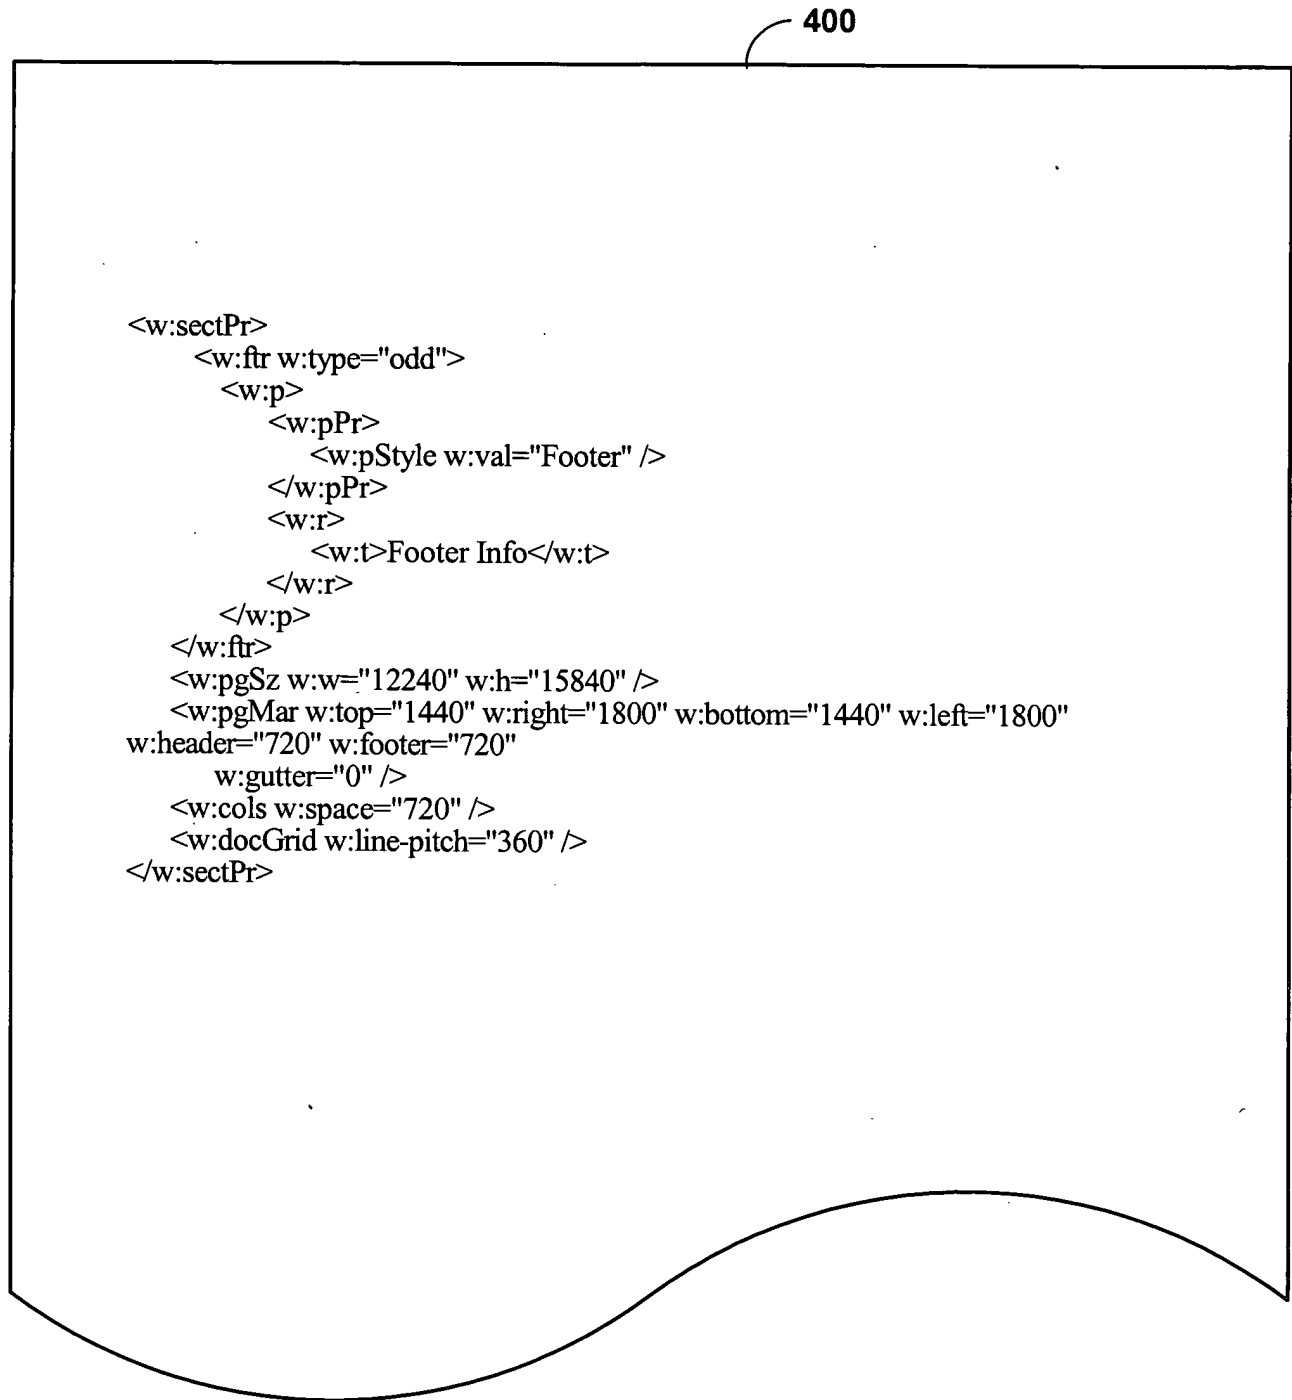 400
<w:sectPr>
<w:ftr w:type="odd">
<w:p>
<w:pPr>
<w:pStyle w:val="Footer" />
</w:pPr>
<w:r>
<w:t>Footer Info</w:t>
</w:r>
</w:p>
</w:ftr>
<w:pgSz w:w="12240" w:h="15840" />
<w:pgMar w:top="1440" w:right="1800" w:bottom="1440" w:left="1800"
w:header="720" w:footer="720"
w:gutter="0" />
<w:cols w:space="720" />
<w:docGrid w:line-pitch="360" />
</w:sectPr>